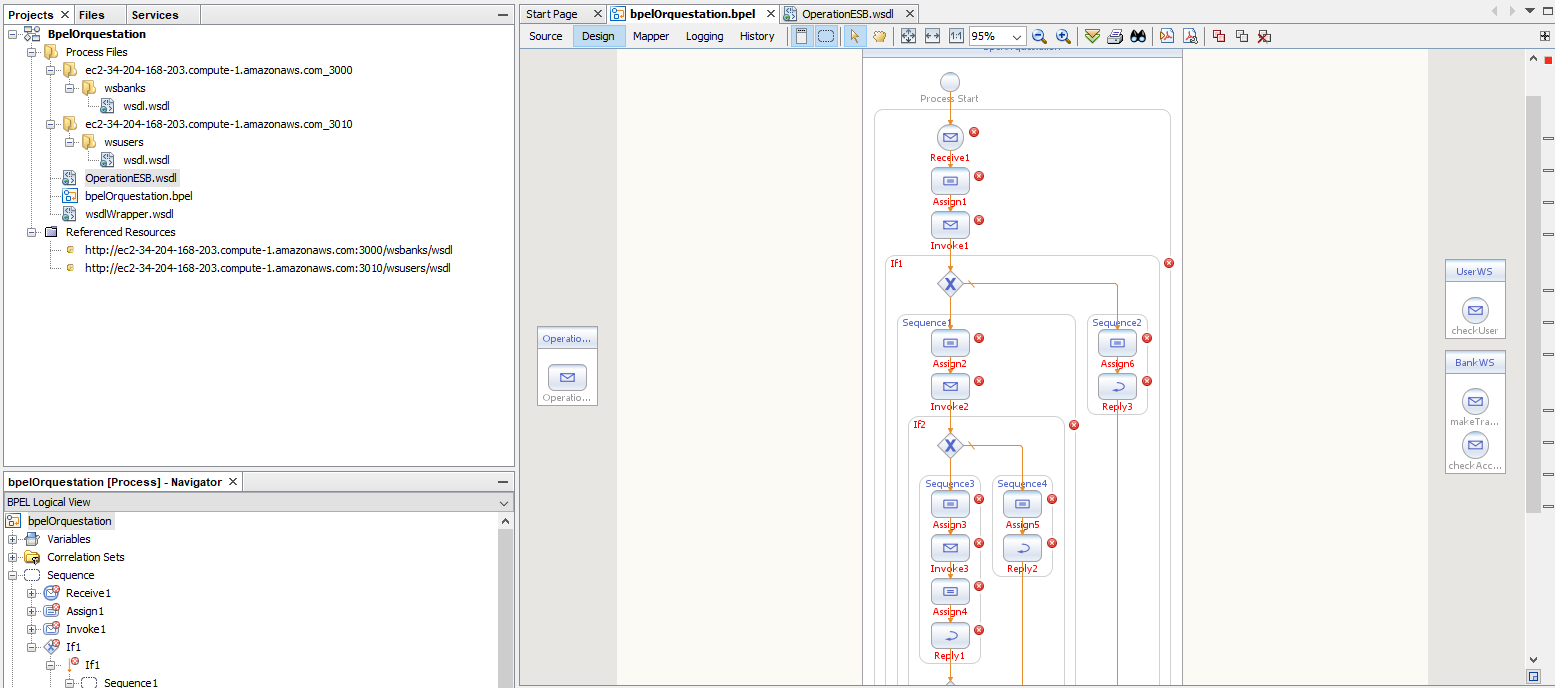 Projects
Files
Services
BpelOrquestation
Process Files
ec2-34-204-168-203.compute-1.amazonaws.com_3000
wsbanks
wsdl.wsdl
ec2-34-204-168-203.compute-1.amazonaws.com_3010
wsusers
wsdl.wsdl
OperationESB.wsdl
bpelOrquestation.bpel
wsdlWrapper.wsdl
Referenced Resources
http://ec2-34-204-168-203.compute-1.amazonaws.com:3000/wsbanks/wsdl
http://ec2-34-204-168-203.compute-1.amazonaws.com:3010/wsusers/wsdl
bpelOrquestation [Process] - Navigator
BPEL Logical View
bpelOrquestation
Variables
Correlation Sets
Sequence
Receive1
Assign1
Invoke1
If1
If1
Sequence1
Start Page
bpelOrquestation.bpel
OperationESB.wsdl
Source
Design
Mapper
Logging
History
1:1
95%
Operatio...
Operatio...
Process Start
Receive1
Assign1
Invoke1
If1
X
Sequence1
Assign2
Invoke2
Sequence2
Assign6
Reply3
If2
X
Sequence3
Assign3
Invoke3
Assign4
Reply1
Sequence4
Assign5
Reply2
UserWS
checkUser
BankWS
makeTra...
checkAcc...